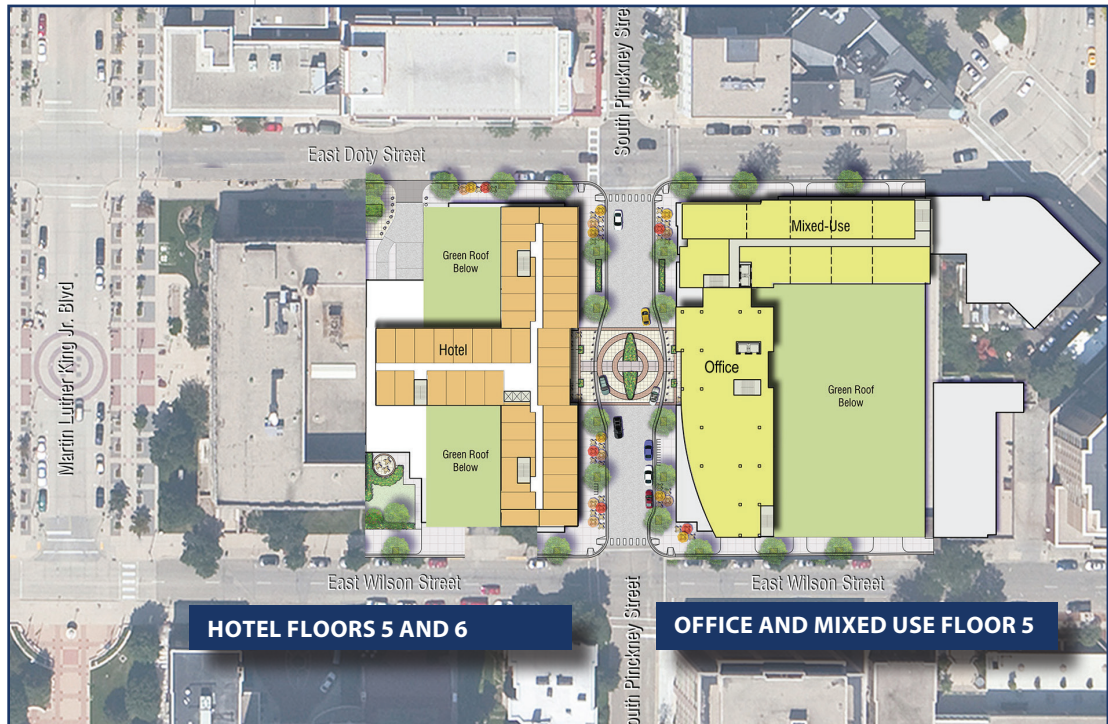 South Pinckney Stre
East Doty Street
Mixed-Use
Green Roof
Below
Hotel
Office
Martin Luther King Jr. Blvd
Green Roof
Below
Green Roof
Below
East Wilson Street
East Wilson Street
HOTEL FLOORS 5 AND 6
OFFICE AND MIXED USE FLOOR 5
outh Pinckney Street